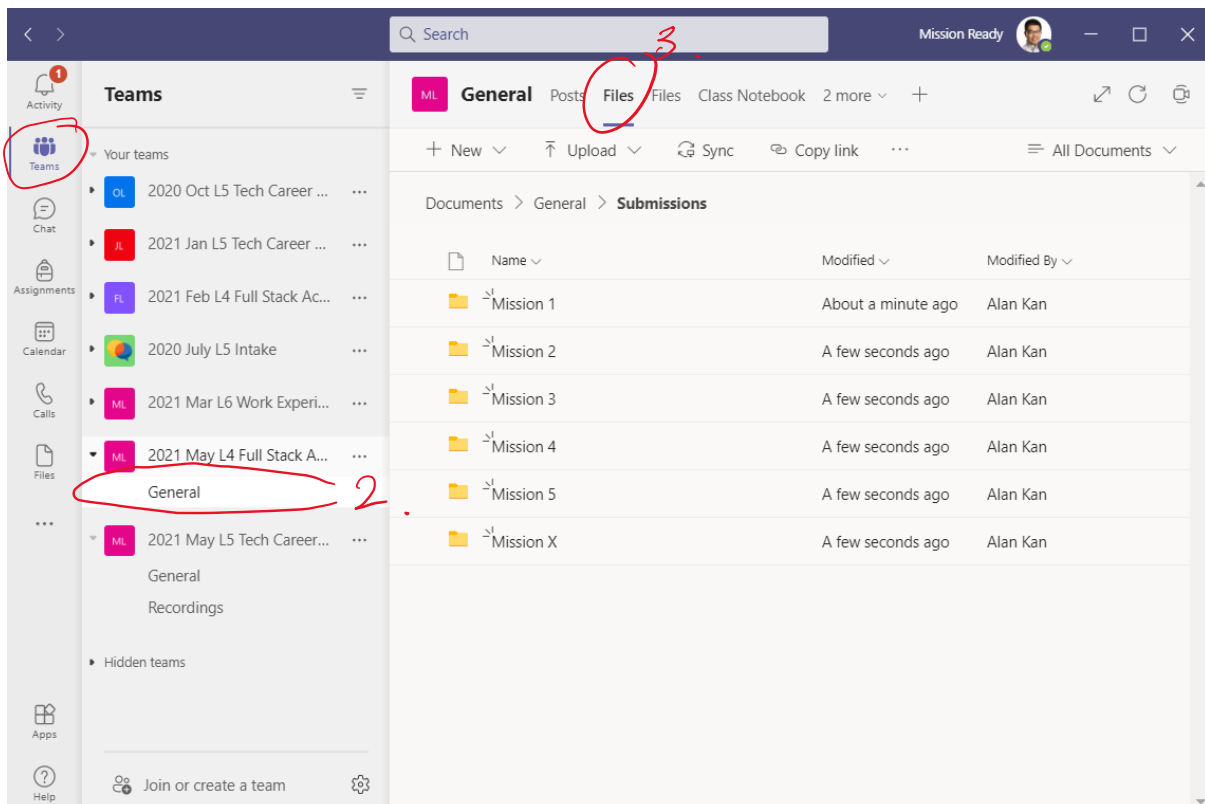 Search
Mission Ready
3.
1
Activity
Teams
Chat
Assignments
Calendar
Calls
Files
...
Apps
Help
Teams
Your teams
OL 2020 Oct L5 Tech Career ... ...
JL 2021 Jan L5 Tech Career ... ...
FL 2021 Feb L4 Full Stack Ac... ...
2020 July L5 Intake ...
ML 2021 Mar L6 Work Experi... ...
ML 2021 May L4 Full Stack A... ...
General 2.
ML 2021 May L5 Tech Career... ...
General
Recordings
Hidden teams
Join or create a team
ML General Posts Files Files Class Notebook 2 more +
+ New Upload Sync Copy link ... All Documents
Documents > General > Submissions
Name Modified Modified By
Mission 1 About a minute ago Alan Kan
Mission 2 A few seconds ago Alan Kan
Mission 3 A few seconds ago Alan Kan
Mission 4 A few seconds ago Alan Kan
Mission 5 A few seconds ago Alan Kan
Mission X A few seconds ago Alan Kan